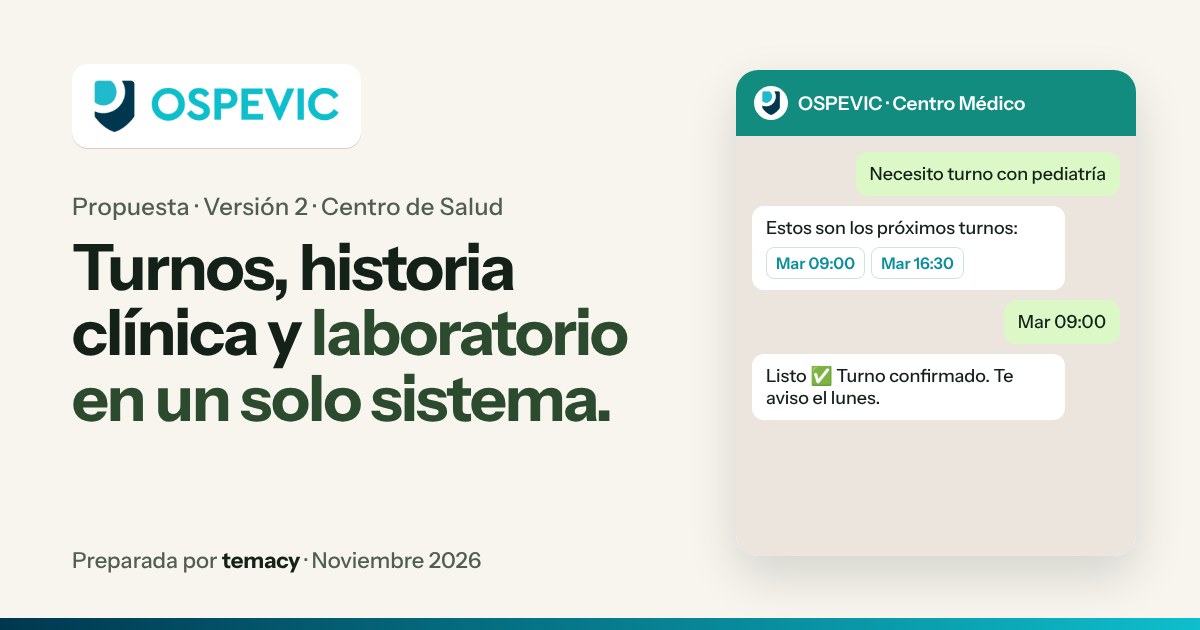 OSPEVIC
Propuesta · Versión 2 · Centro de Salud
Turnos, historia
clínica y laboratorio
en un solo sistema.
Preparada por temacy · Noviembre 2026
OSPEVIC · Centro Médico
Necesito turno con pediatría
Estos son los próximos turnos:
Mar 09:00 Mar 16:30
Mar 09:00
Listo ✅ Turno confirmado. Te
aviso el lunes.